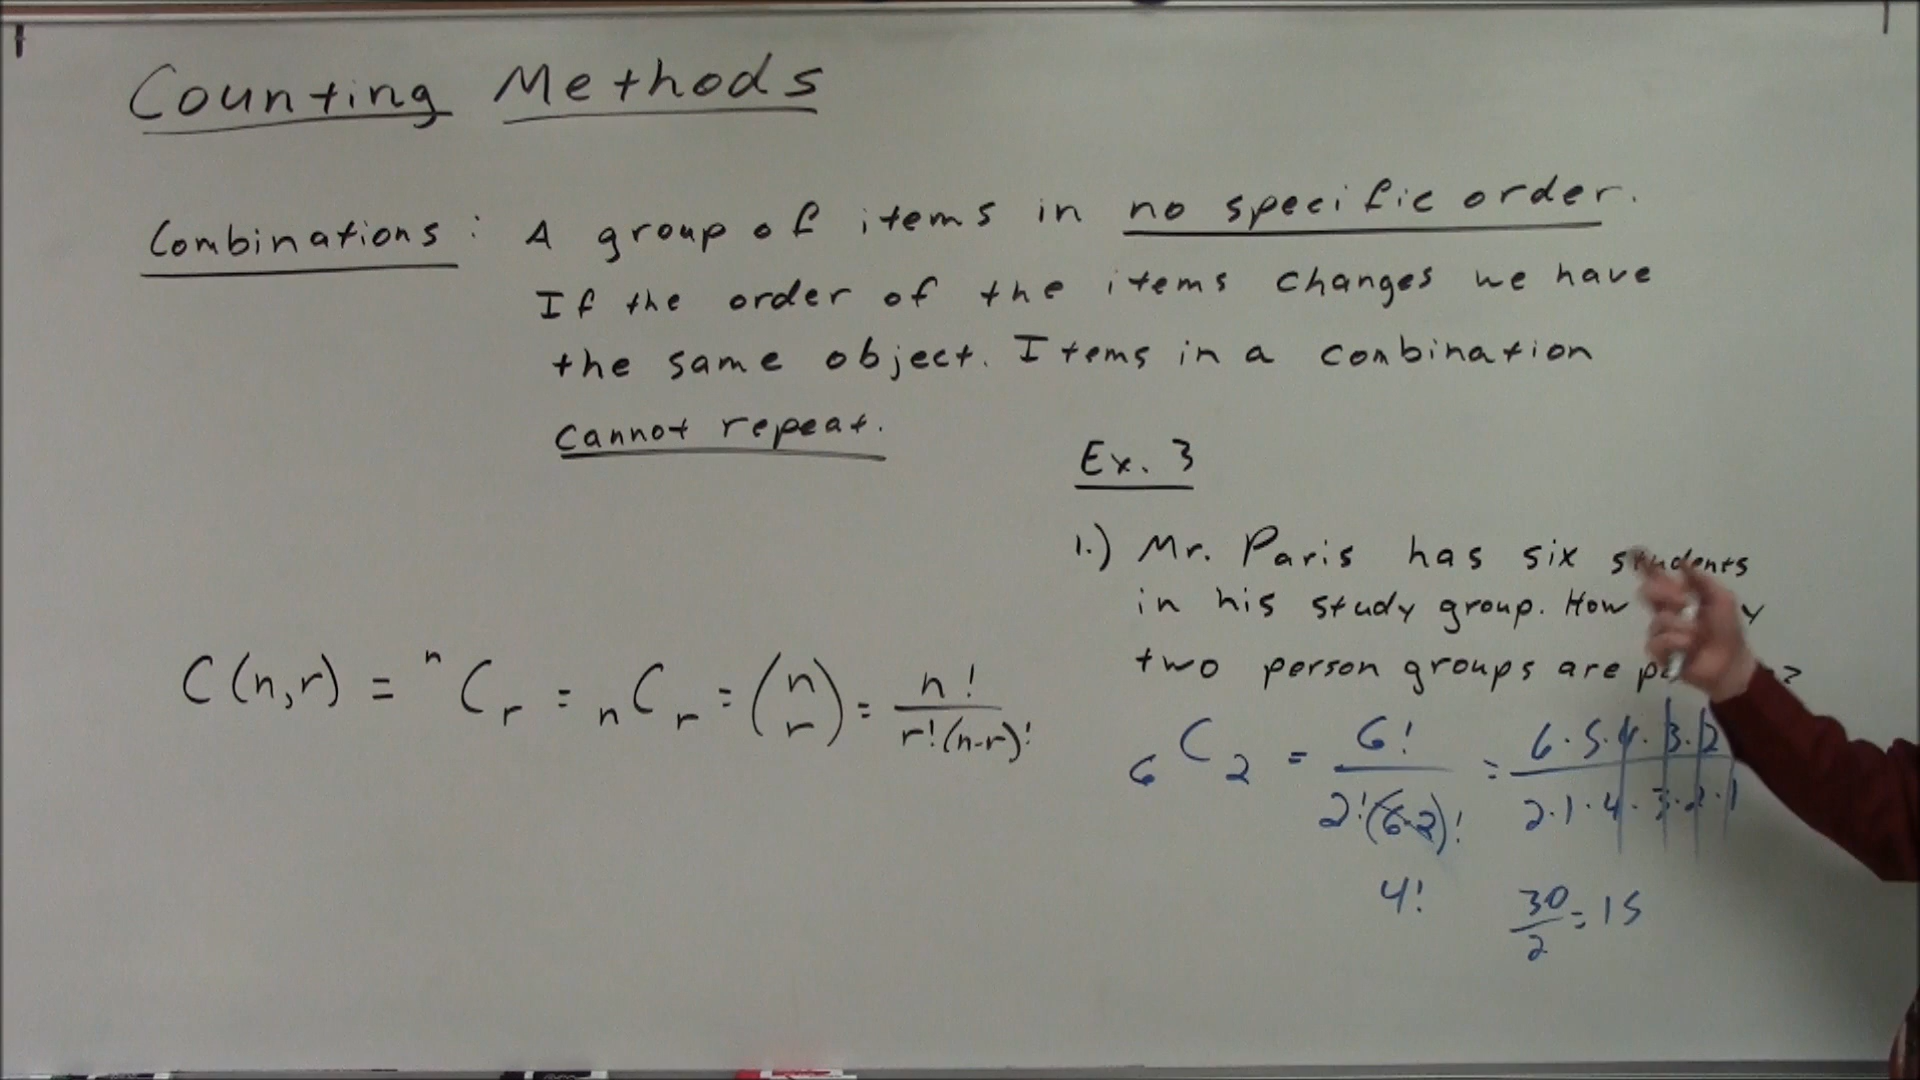 Counting Methods
Combinations: A group of items in no specific order.
If the order of the items changes we have
the same object. Items in a combination
cannot repeat.
Ex. 3
1.) Mr. Paris has six students
in his study group. How
two person groups are
C(n,r) = ⁿCᵣ = ₙCᵣ = (n r) = n! / r!(n-r)!
₆C₂ = 6! / 2!(6-2)! = 6·5·4·3·2 / 2·1·4·3·2·1
4!
30/2 = 15